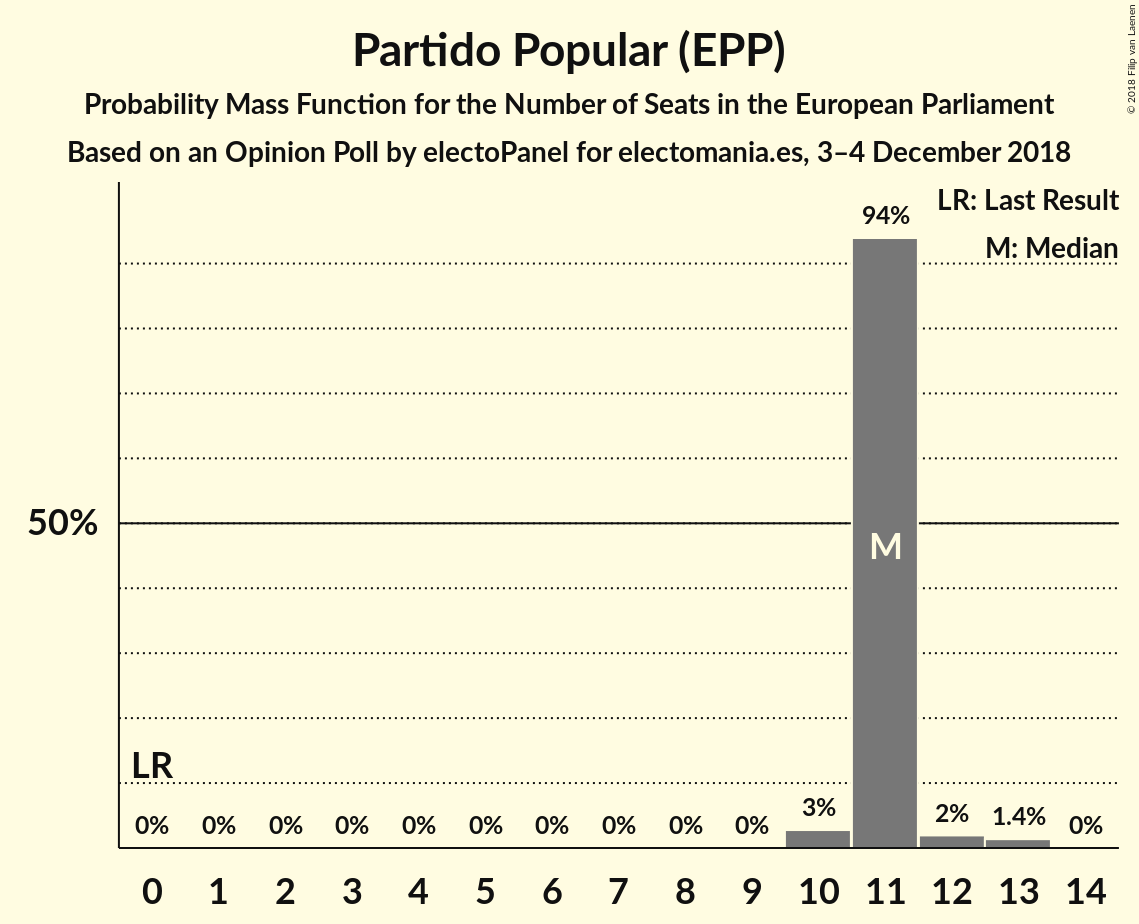 Partido Popular (EPP)
Probability Mass Function for the Number of Seats in the European Parliament
Based on an Opinion Poll by electoPanel for electomania.es, 3–4 December 2018
© 2018 Filip van Laenen
LR: Last Result
M: Median
94%
50%
M
LR
0% 0% 0% 0% 0% 0% 0% 0% 0% 0% 3% 2% 1.4% 0%
0 1 2 3 4 5 6 7 8 9 10 11 12 13 14